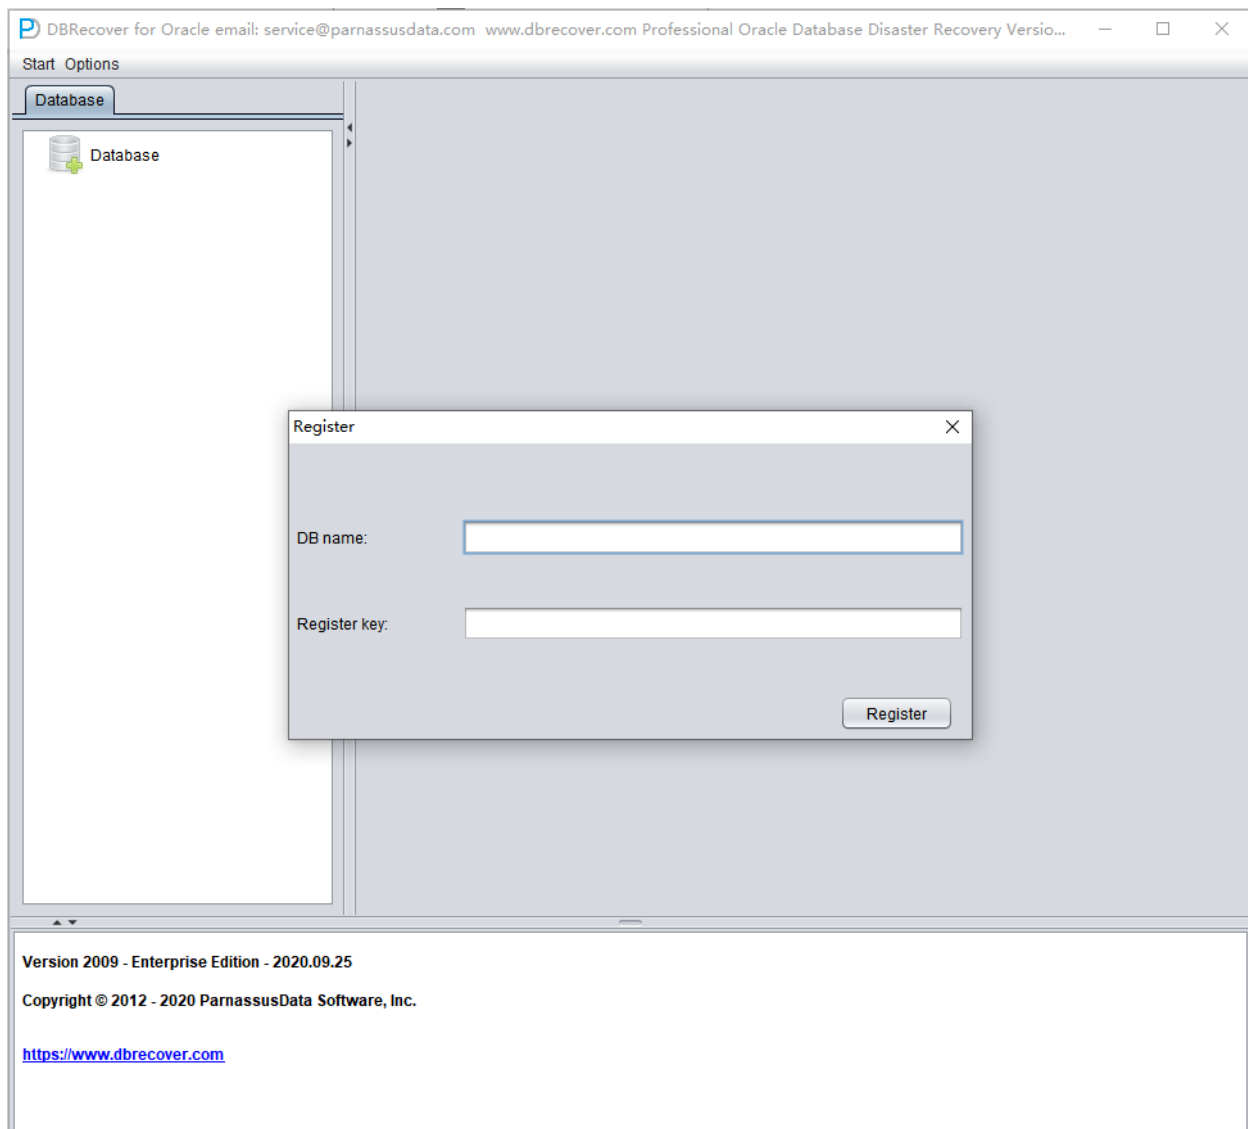 DBRecover for Oracle email: service@parnassusdata.com www.dbrecover.com Professional Oracle Database Disaster Recovery Versio...
Start Options
Database
Database
Register
DB name:
Register key:
Register
Version 2009 - Enterprise Edition - 2020.09.25
Copyright © 2012 - 2020 ParnassusData Software, Inc.
https://www.dbrecover.com